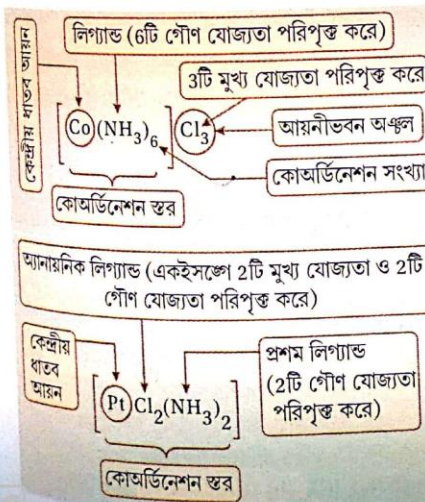 লিগ্যান্ড (6টি গৌণ যোজ্যতা পরিপৃক্ত করে)
কেন্দ্রীয় ধাতব আয়ন
3টি মুখ্য যোজ্যতা পরিপৃক্ত করে
[Co(NH₃)₆]Cl₃
আয়নীভবন অঞ্চল
কোঅর্ডিনেশন সংখ্যা
কোঅর্ডিনেশন স্তর
অ্যানায়নিক লিগ্যান্ড (একইসঙ্গে 2টি মুখ্য যোজ্যতা ও 2টি
গৌণ যোজ্যতা পরিপৃক্ত করে)
কেন্দ্রীয়
ধাতব
আয়ন
প্রশম লিগ্যান্ড
(2টি গৌণ যোজ্যতা
পরিপৃক্ত করে)
[PtCl₂(NH₃)₂]
কোঅর্ডিনেশন স্তর